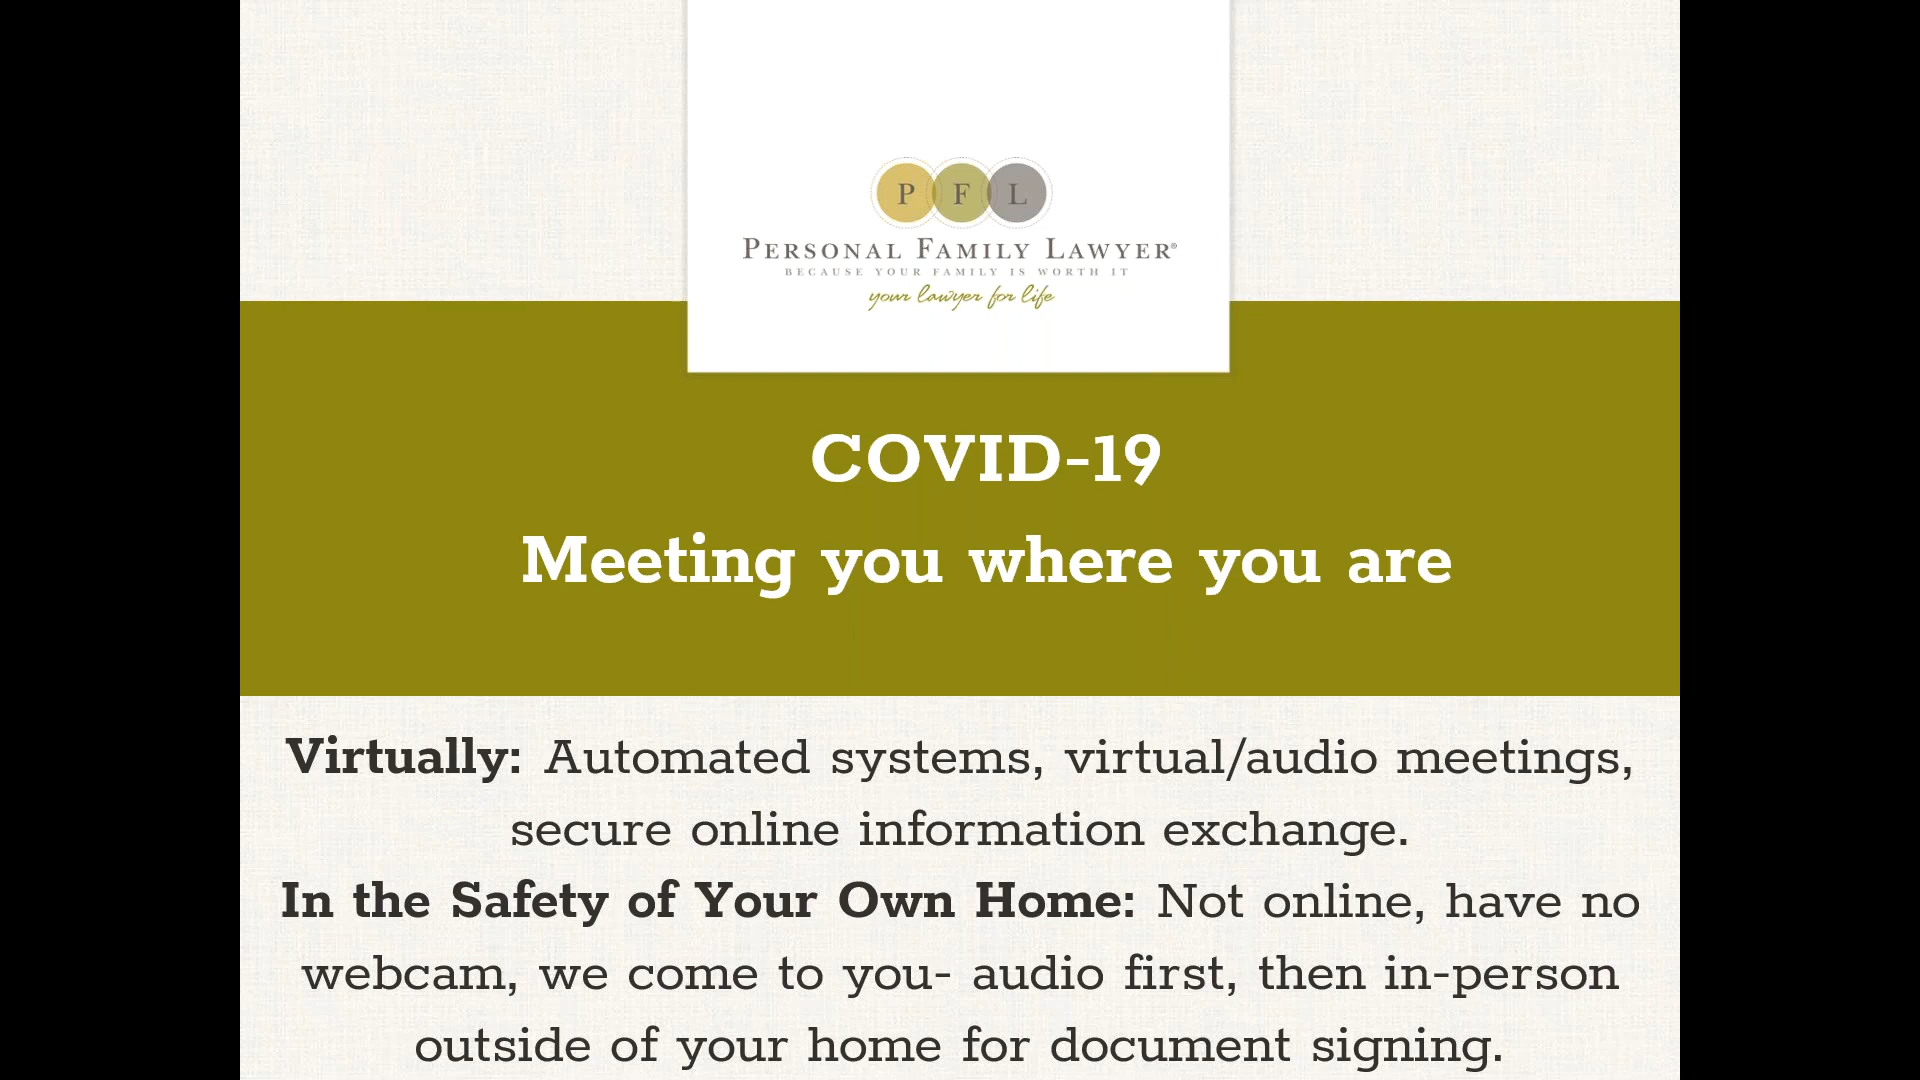 P F L
PERSONAL FAMILY LAWYER®
BECAUSE YOUR FAMILY IS WORTH IT
your lawyer for life
COVID-19
Meeting you where you are
Virtually: Automated systems, virtual/audio meetings,
secure online information exchange.
In the Safety of Your Own Home: Not online, have no
webcam, we come to you- audio first, then in-person
outside of your home for document signing.